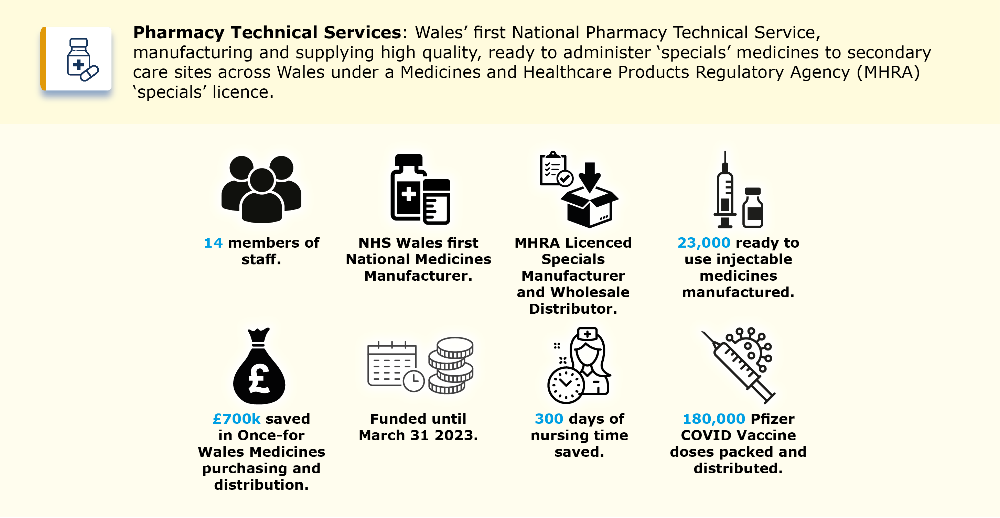 Pharmacy Technical Services: Wales’ first National Pharmacy Technical Service,
manufacturing and supplying high quality, ready to administer ‘specials’ medicines to secondary
care sites across Wales under a Medicines and Healthcare Products Regulatory Agency (MHRA)
‘specials’ licence.
14 members of
staff.
NHS Wales first
National Medicines
Manufacturer.
MHRA Licenced
Specials
Manufacturer
and Wholesale
Distributor.
23,000 ready to
use injectable
medicines
manufactured.
£
£700k saved
in Once-for
Wales Medicines
purchasing and
distribution.
Funded until
March 31 2023.
300 days of
nursing time
saved.
180,000 Pfizer
COVID Vaccine
doses packed and
distributed.